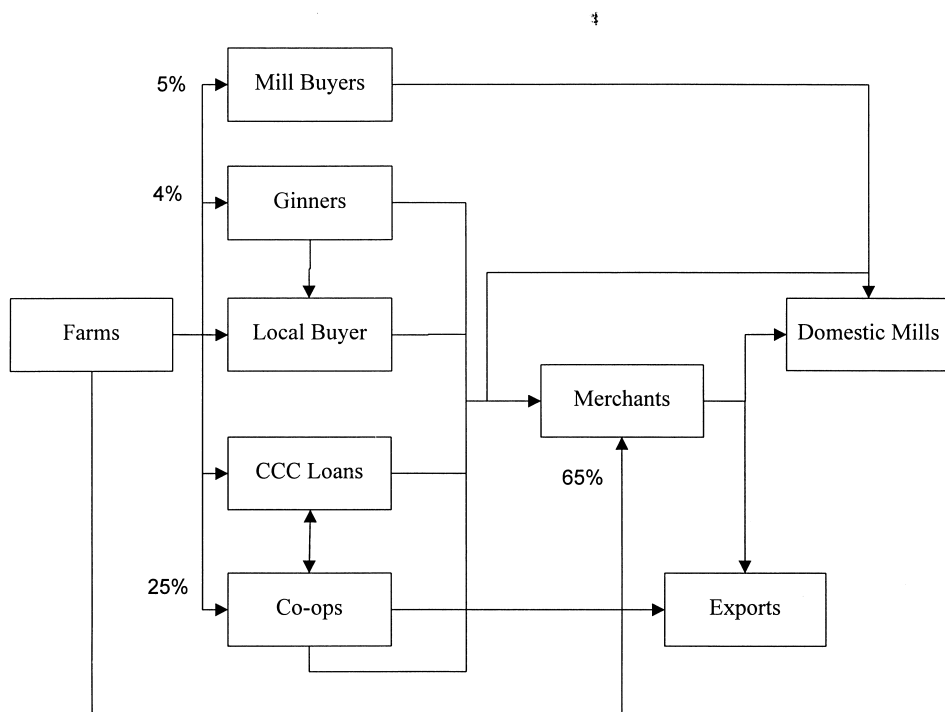 5%
Mill Buyers
4%
Ginners
Farms
Local Buyer
Domestic Mills
Merchants
CCC Loans
65%
25%
Co-ops
Exports